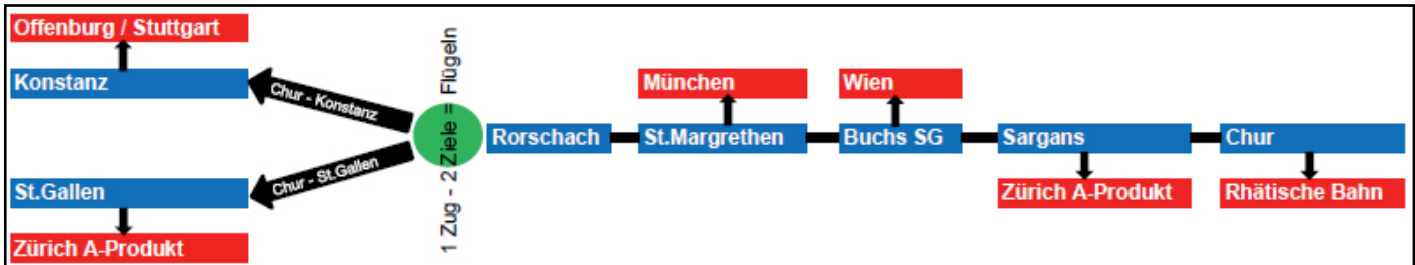 Offenburg / Stuttgart
Konstanz
Chur - Konstanz
1 Zug - 2 Ziele = Flügeln
München
Wien
Rorschach
St.Margrethen
Buchs SG
Sargans
Chur
Chur - St.Gallen
St.Gallen
Zürich A-Produkt
Rhätische Bahn
Zürich A-Produkt